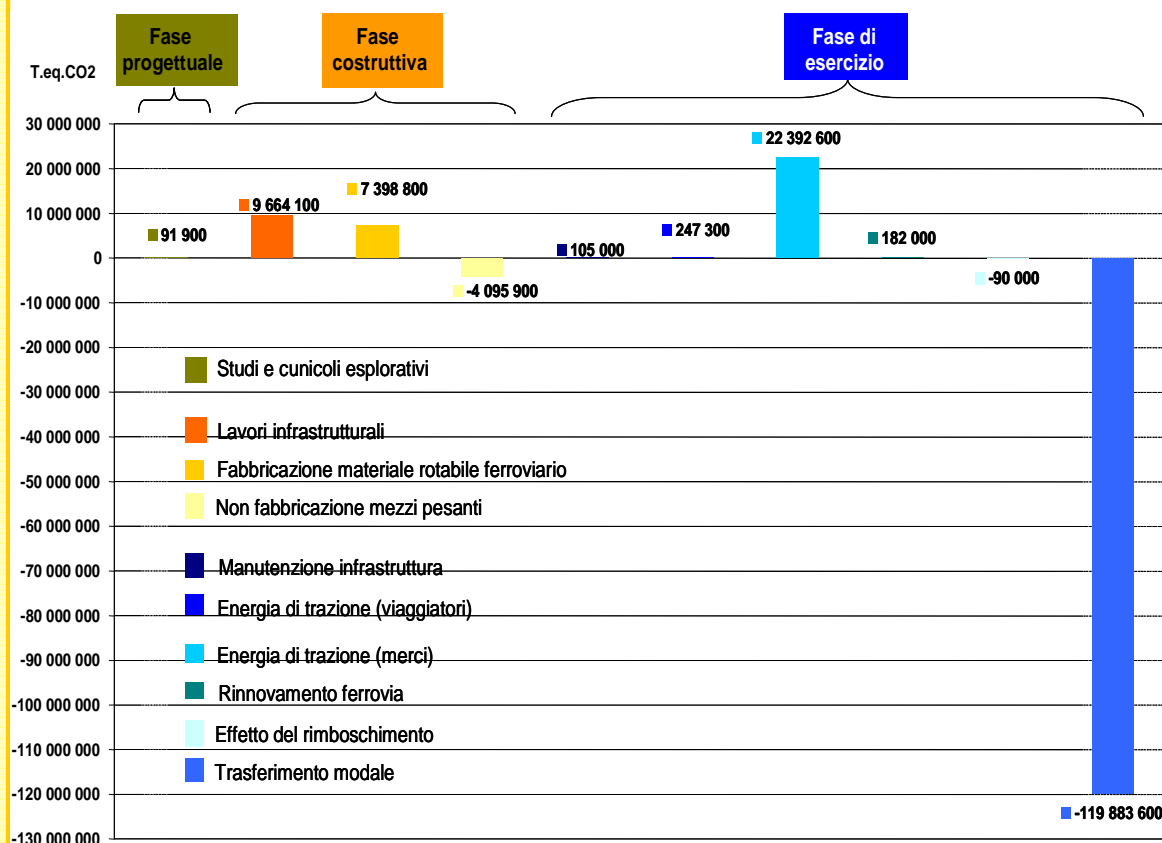 Fase
progettuale
Fase
costruttiva
Fase di
esercizio
T.eq.CO2
30 000 000
20 000 000
10 000 000
0
-10 000 000
-20 000 000
-30 000 000
-40 000 000
-50 000 000
-60 000 000
-70 000 000
-80 000 000
-90 000 000
-100 000 000
-110 000 000
-120 000 000
-130 000 000
91 900
9 664 100
7 398 800
-4 095 900
105 000
247 300
22 392 600
182 000
-90 000
-119 883 600
Studi e cunicoli esplorativi
Lavori infrastrutturali
Fabbricazione materiale rotabile ferroviario
Non fabbricazione mezzi pesanti
Manutenzione infrastruttura
Energia di trazione (viaggiatori)
Energia di trazione (merci)
Rinnovamento ferrovia
Effetto del rimboschimento
Trasferimento modale